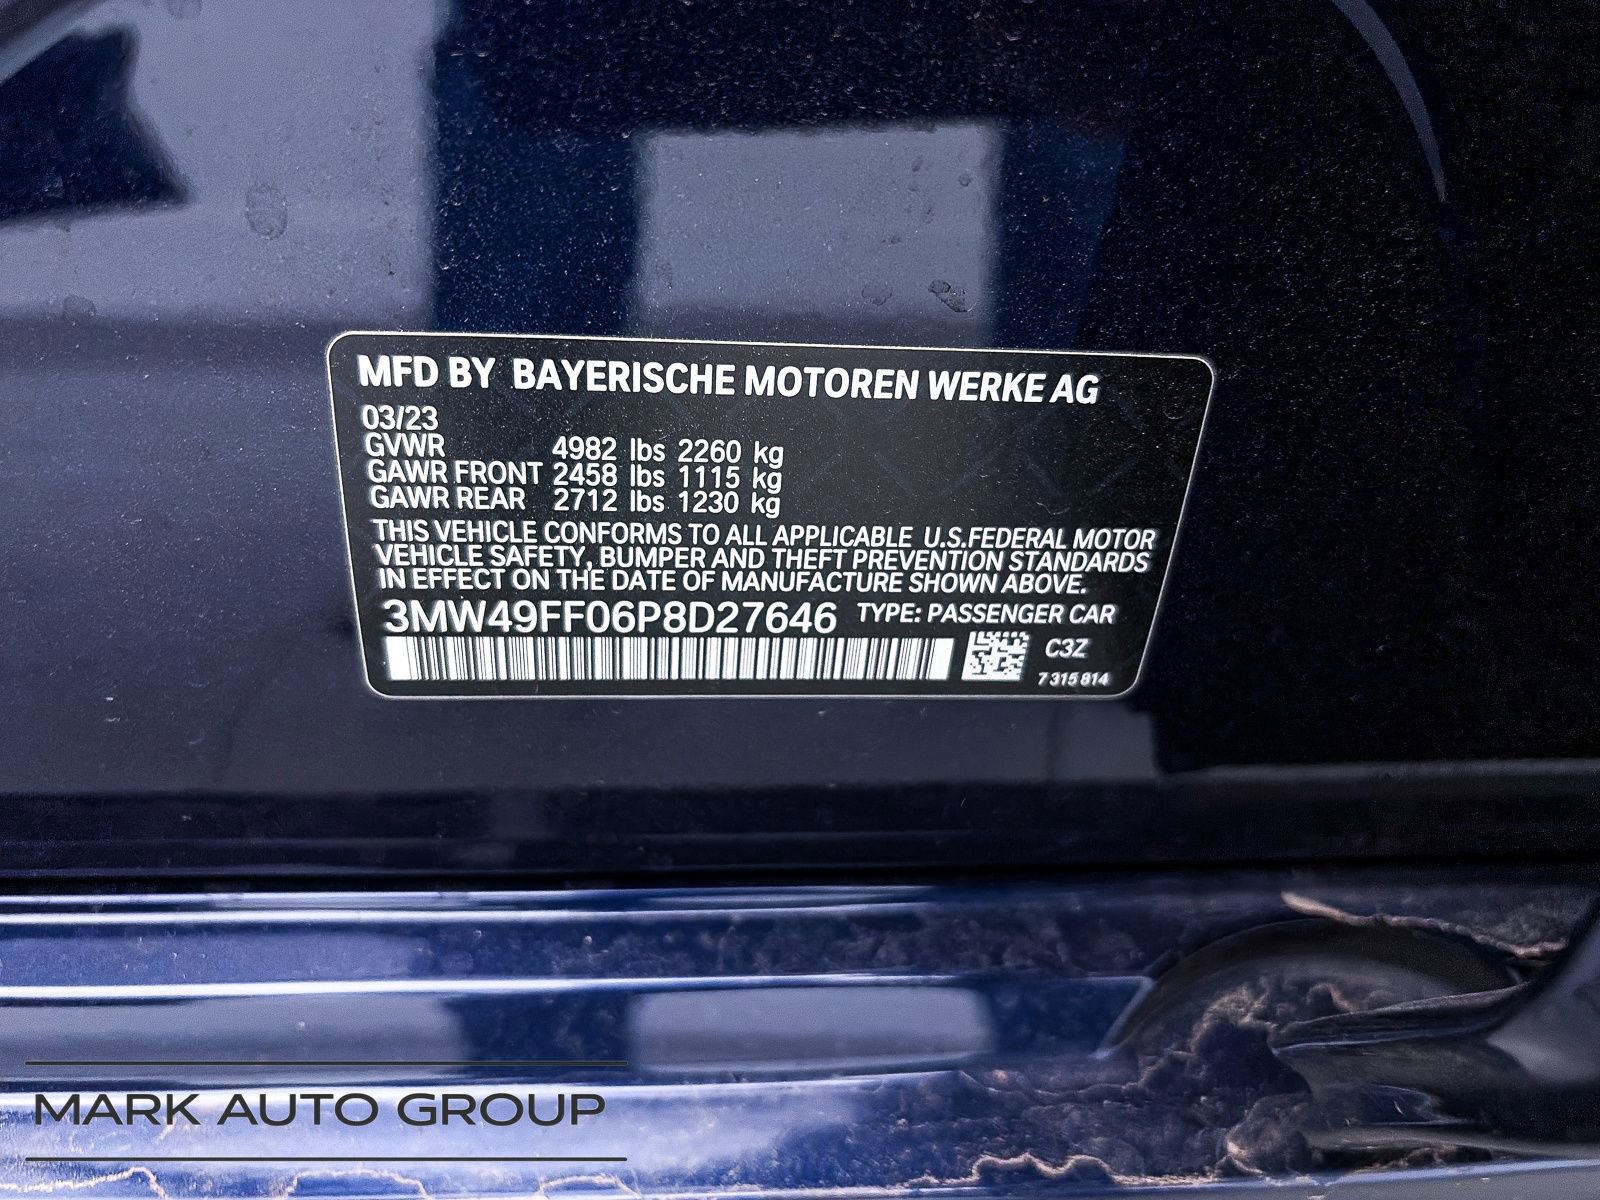 MFD BY BAYERISCHE MOTOREN WERKE AG
03/23
GVWR 4982 lbs 2260 kg
GAWR FRONT 2458 lbs 1115 kg
GAWR REAR 2712 lbs 1230 kg
THIS VEHICLE CONFORMS TO ALL APPLICABLE U.S.FEDERAL MOTOR
VEHICLE SAFETY, BUMPER AND THEFT PREVENTION STANDARDS
IN EFFECT ON THE DATE OF MANUFACTURE SHOWN ABOVE.
3MW49FF06P8D27646 TYPE: PASSENGER CAR
C3Z
7 315 814
MARK AUTO GROUP